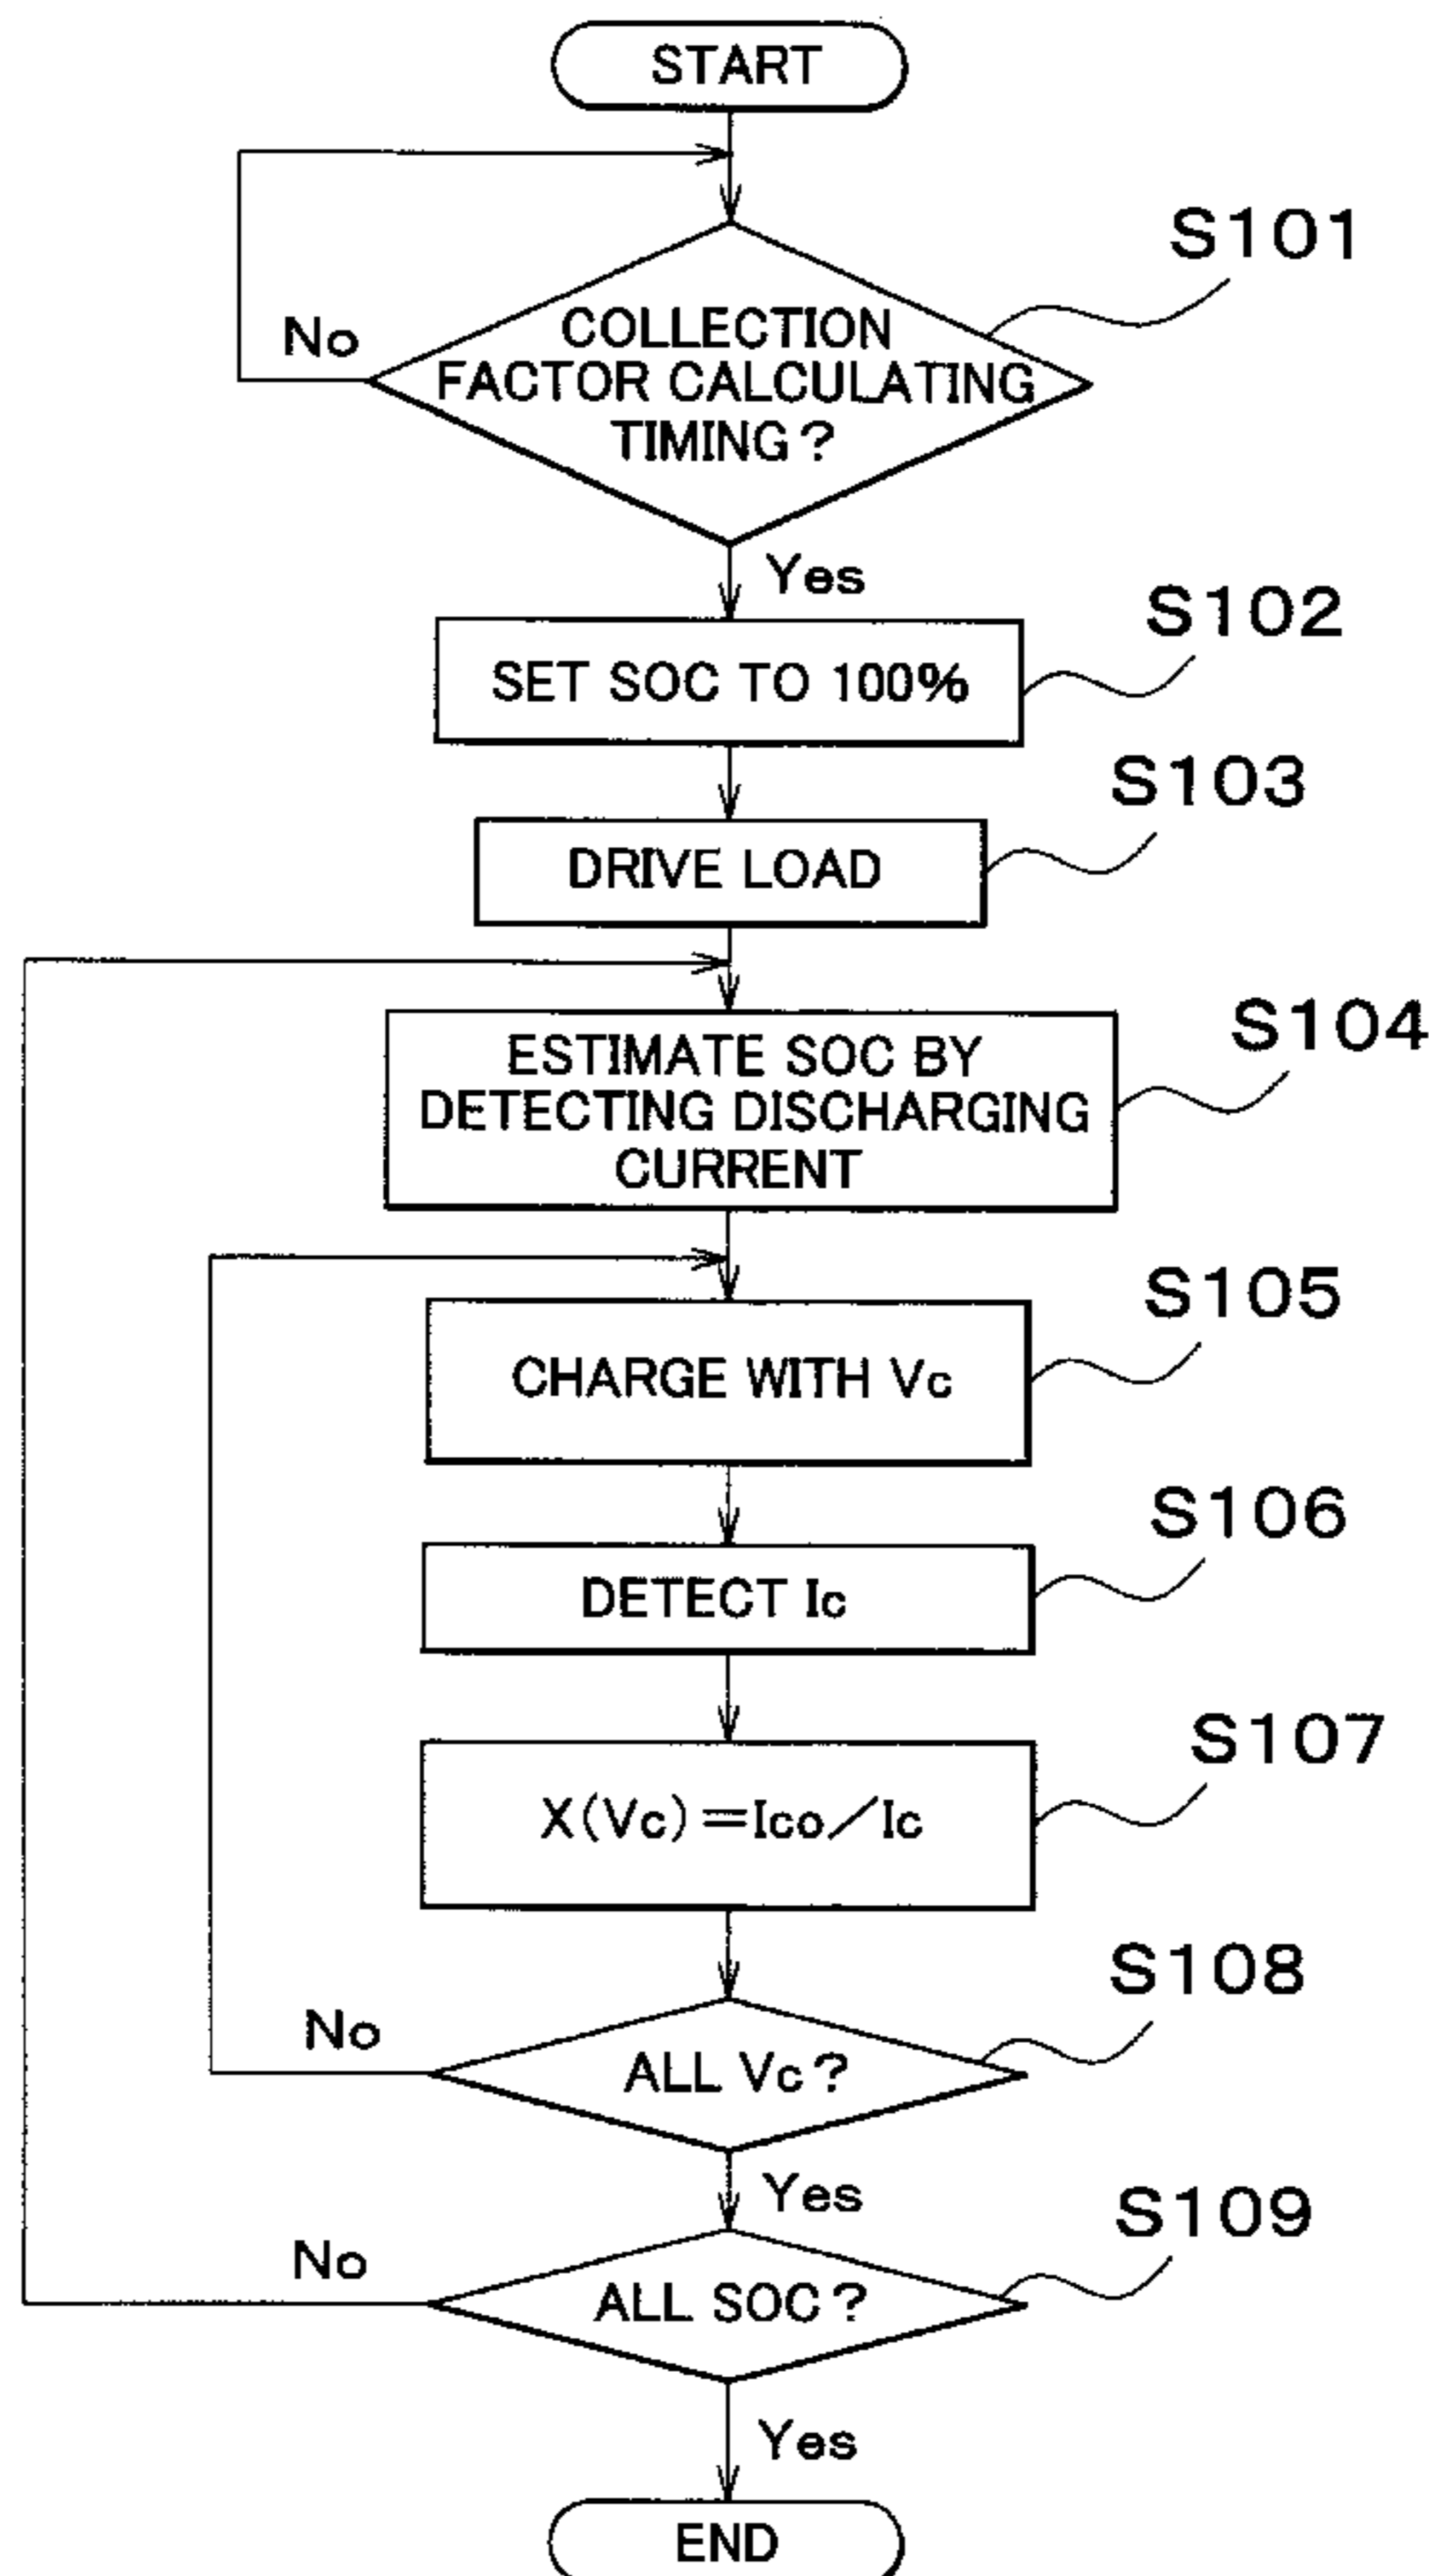 START
S101
COLLECTION
FACTOR CALCULATING
TIMING?
No
Yes
S102
SET SOC TO 100%
S103
DRIVE LOAD
S104
ESTIMATE SOC BY
DETECTING DISCHARGING
CURRENT
S105
CHARGE WITH Vc
S106
DETECT Ic
S107
X(Vc)=Ico/Ic
S108
No
ALL Vc?
Yes
S109
No
ALL SOC?
Yes
END